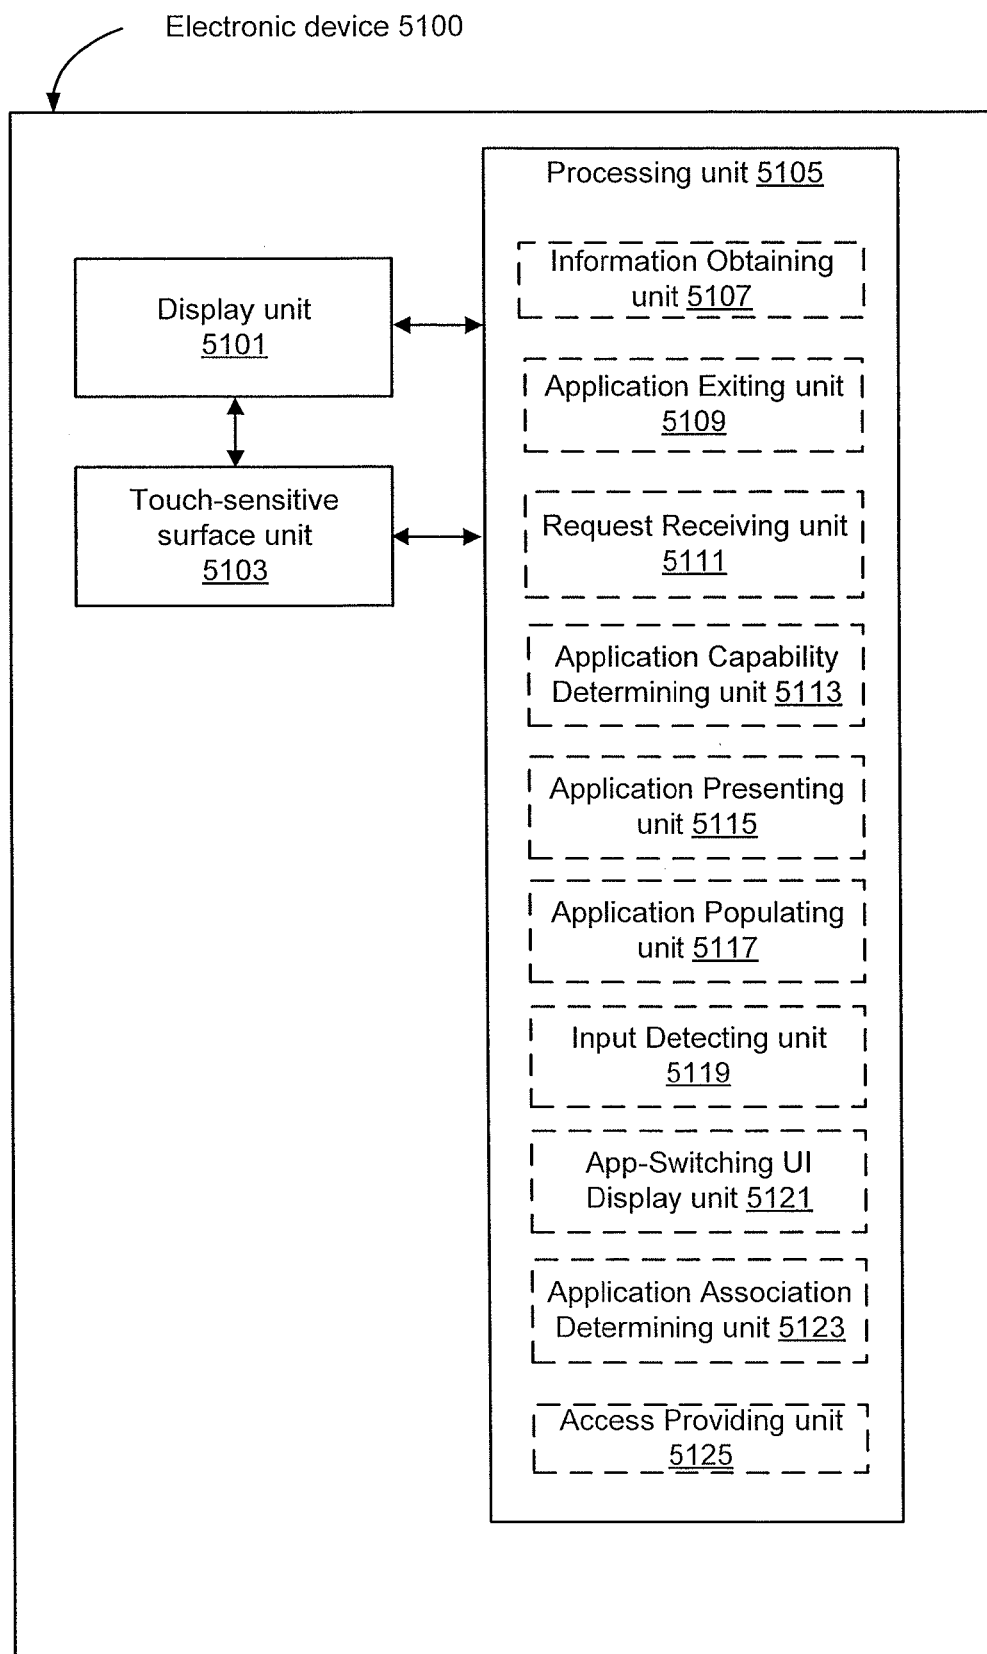 Electronic device 5100
Processing unit 5105
Display unit
5101
Touch-sensitive
surface unit
5103
Information Obtaining
unit 5107
Application Exiting unit
5109
Request Receiving unit
5111
Application Capability
Determining unit 5113
Application Presenting
unit 5115
Application Populating
unit 5117
Input Detecting unit
5119
App-Switching UI
Display unit 5121
Application Association
Determining unit 5123
Access Providing unit
5125